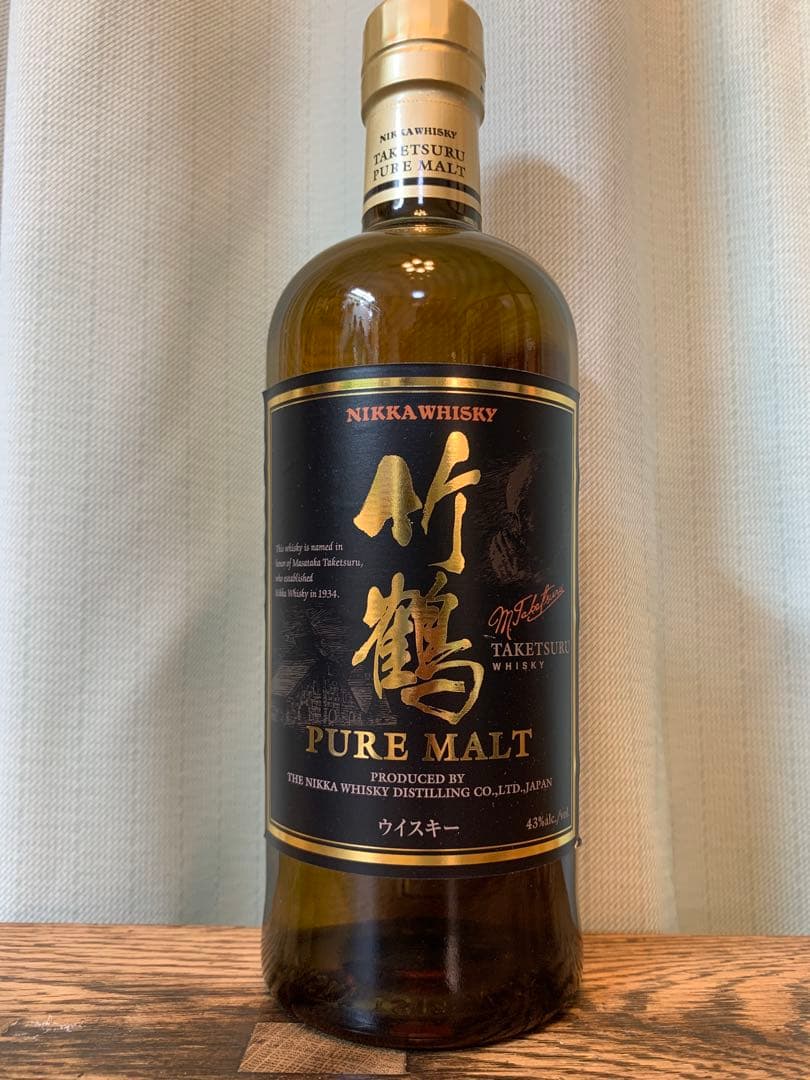 NIKKA WHISKY
TAKETSURU
PURE MALT
NIKKA WHISKY
竹鶴
This whisky is named in
honor of Masataka Taketsuru,
who established
Nikka Whisky in 1934.
M Taketsuru
TAKETSURU
WHISKY
PURE MALT
PRODUCED BY
THE NIKKA WHISKY DISTILLING CO.,LTD.,JAPAN
ウイスキー
43%alc./vol.